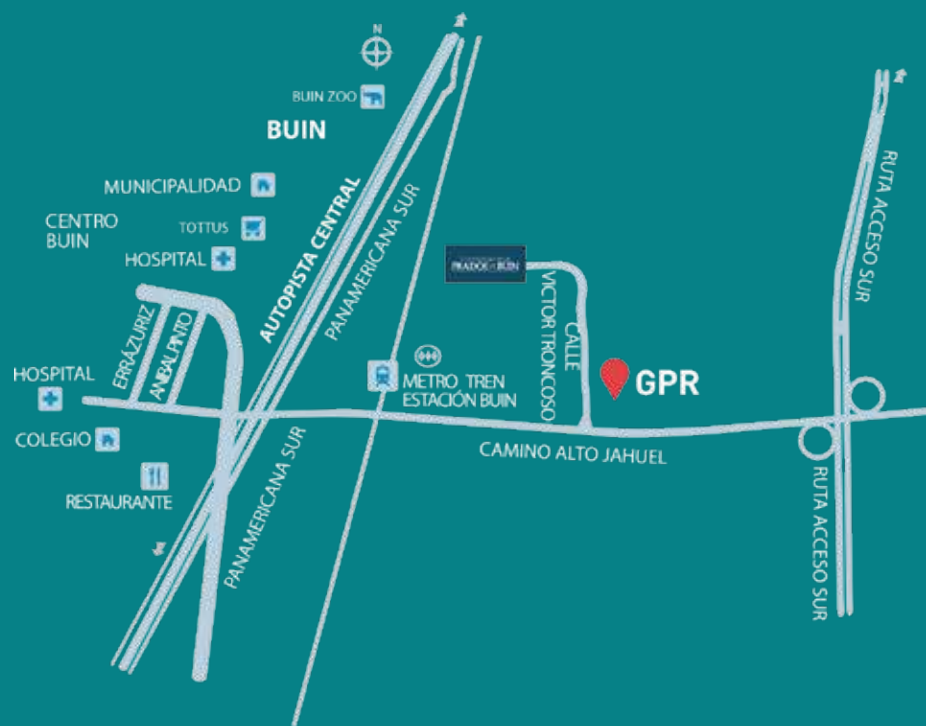 N
BUIN ZOO
BUIN
MUNICIPALIDAD
CENTRO
BUIN
TOTTUS
HOSPITAL
AUTOPISTA CENTRAL
PANAMERICANA SUR
RUTA ACCESO SUR
PRADOS BUIN
VICTOR TRONCOSO
CALLE
ERRÁZURIZ
ANIBAL PINTO
HOSPITAL
METRO TREN
ESTACIÓN BUIN
GPR
COLEGIO
CAMINO ALTO JAHUEL
RESTAURANTE
PANAMERICANA SUR
RUTA ACCESO SUR